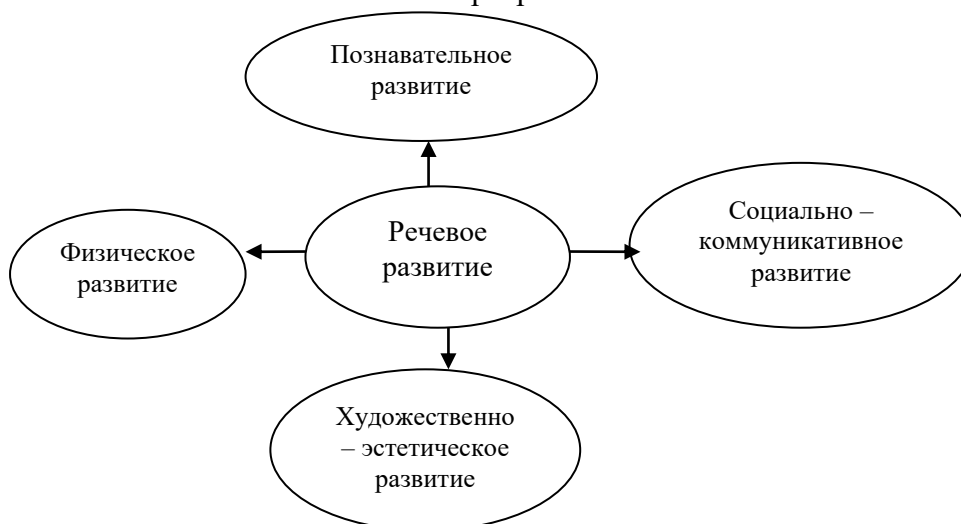 Познавательное
развитие
Речевое
развитие
Социально –
коммуникативное
развитие
Физическое
развитие
Художественно
– эстетическое
развитие